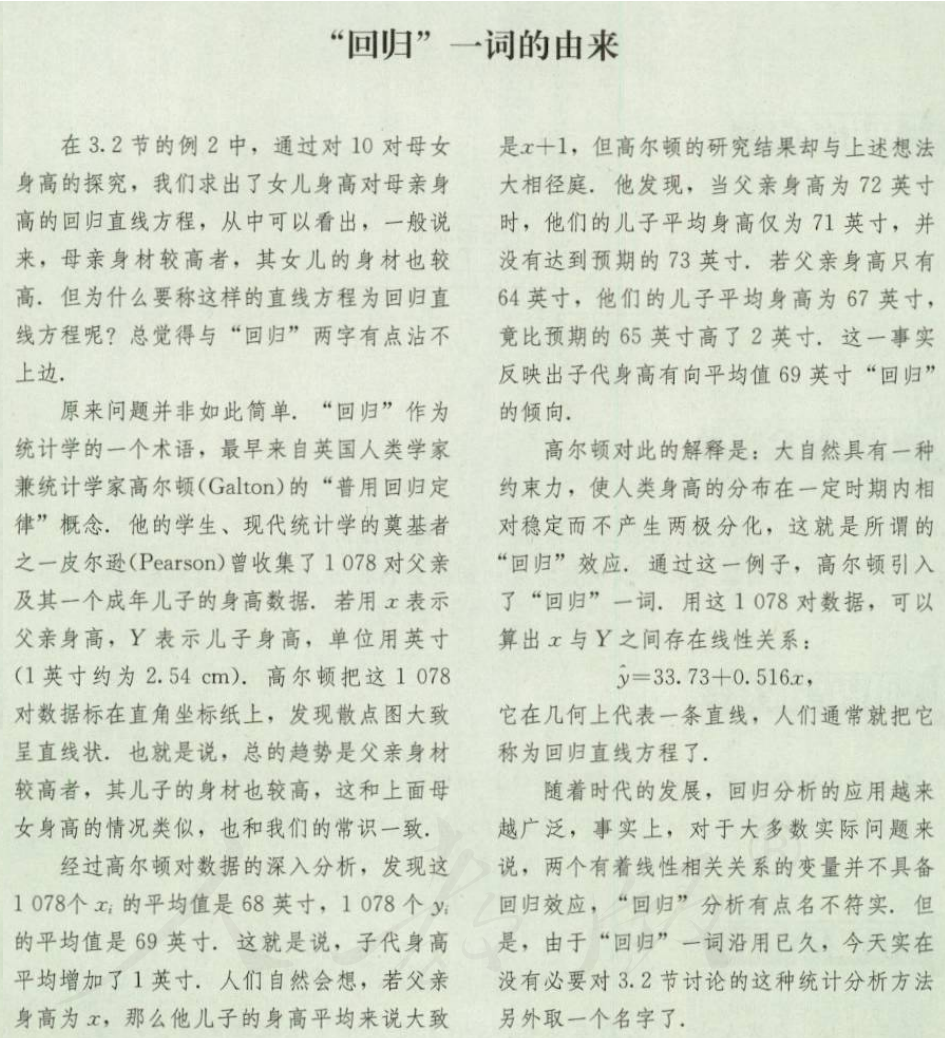 “回归”一词的由来
在 3.2 节的例 2 中，通过对 10 对母女
身高的探究，我们求出了女儿身高对母亲身
高的回归直线方程，从中可以看出，一般说
来，母亲身材较高者，其女儿的身材也较
高．但为什么要称这样的直线方程为回归直
线方程呢？总觉得与“回归”两字有点沾不
上边．
原来问题并非如此简单．“回归”作为
统计学的一个术语，最早来自英国人类学家
兼统计学家高尔顿(Galton)的“普用回归定
律”概念．他的学生、现代统计学的奠基者
之一皮尔逊(Pearson)曾收集了 1 078 对父亲
及其一个成年儿子的身高数据．若用 x 表示
父亲身高，Y 表示儿子身高，单位用英寸
(1 英寸约为 2.54 cm)．高尔顿把这 1 078
对数据标在直角坐标纸上，发现散点图大致
呈直线状．也就是说，总的趋势是父亲身材
较高者，其儿子的身材也较高，这和上面母
女身高的情况类似，也和我们的常识一致．
经过高尔顿对数据的深入分析，发现这
1 078个 xᵢ 的平均值是 68 英寸，1 078 个 yᵢ
的平均值是 69 英寸．这就是说，子代身高
平均增加了 1 英寸．人们自然会想，若父亲
身高为 x，那么他儿子的身高平均来说大致
是x+1，但高尔顿的研究结果却与上述想法
大相径庭．他发现，当父亲身高为 72 英寸
时，他们的儿子平均身高仅为 71 英寸，并
没有达到预期的 73 英寸．若父亲身高只有
64 英寸，他们的儿子平均身高为 67 英寸，
竟比预期的 65 英寸高了 2 英寸．这一事实
反映出子代身高有向平均值 69 英寸“回归”
的倾向．
高尔顿对此的解释是：大自然具有一种
约束力，使人类身高的分布在一定时期内相
对稳定而不产生两极分化，这就是所谓的
“回归”效应．通过这一例子，高尔顿引入
了“回归”一词．用这 1 078 对数据，可以
算出 x 与 Y 之间存在线性关系：
ŷ=33.73+0.516x，
它在几何上代表一条直线，人们通常就把它
称为回归直线方程了．
随着时代的发展，回归分析的应用越来
越广泛，事实上，对于大多数实际问题来
说，两个有着线性相关关系的变量并不具备
回归效应，“回归”分析有点名不符实．但
是，由于“回归”一词沿用已久，今天实在
没有必要对 3.2 节讨论的这种统计分析方法
另外取一个名字了．